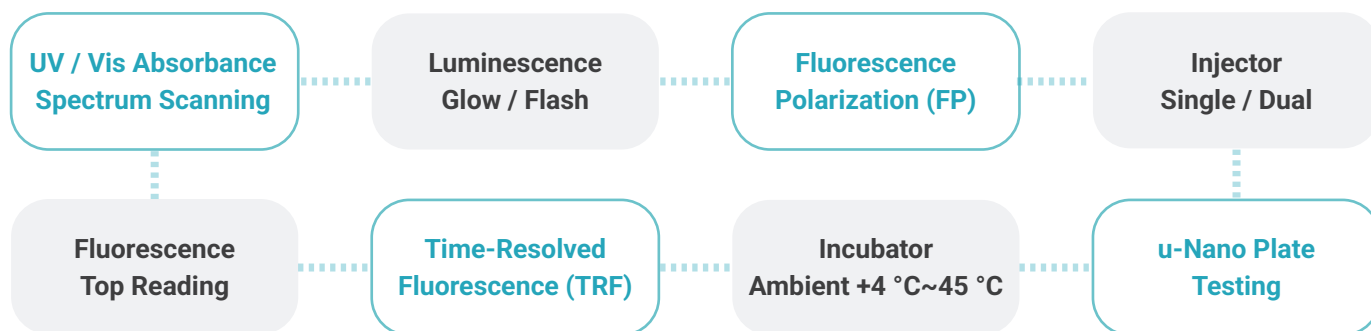 UV / Vis Absorbance
Spectrum Scanning
Luminescence
Glow / Flash
Fluorescence
Polarization (FP)
Injector
Single / Dual
Fluorescence
Top Reading
Time-Resolved
Fluorescence (TRF)
Incubator
Ambient +4 °C~45 °C
u-Nano Plate
Testing